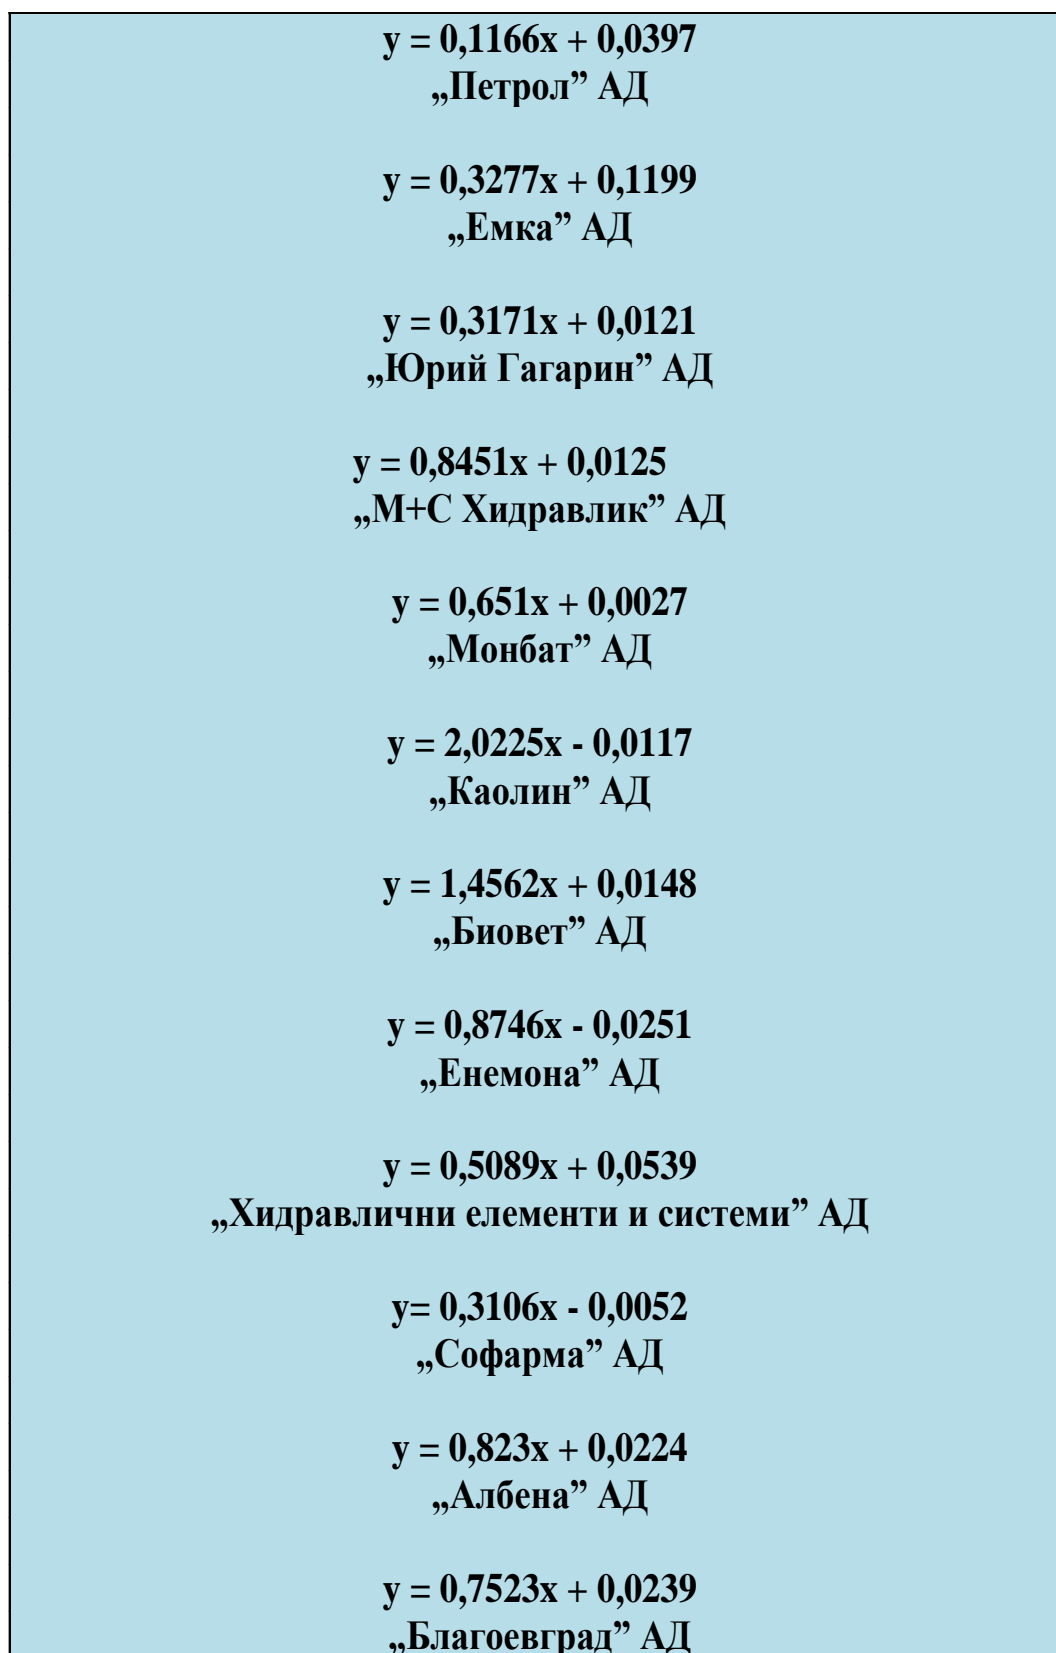 y = 0,1166x + 0,0397
„Петрол” АД
y = 0,3277x + 0,1199
„Емка” АД
y = 0,3171x + 0,0121
„Юрий Гагарин” АД
y = 0,8451x + 0,0125
„М+С Хидравлик” АД
y = 0,651x + 0,0027
„Монбат” АД
y = 2,0225x - 0,0117
„Каолин” АД
y = 1,4562x + 0,0148
„Биовет” АД
y = 0,8746x - 0,0251
„Енемона” АД
y = 0,5089x + 0,0539
„Хидравлични елементи и системи” АД
y= 0,3106x - 0,0052
„Софарма” АД
y = 0,823x + 0,0224
„Албена” АД
y = 0,7523x + 0,0239
„Благоевград” АД